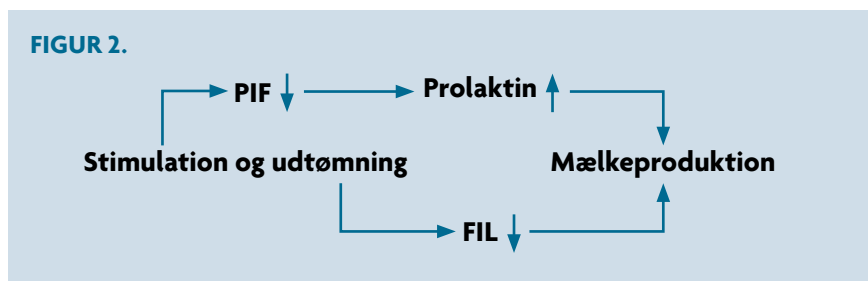 FIGUR 2.
PIF
Prolaktin
Stimulation og udtømning
Mælkeproduktion
FIL